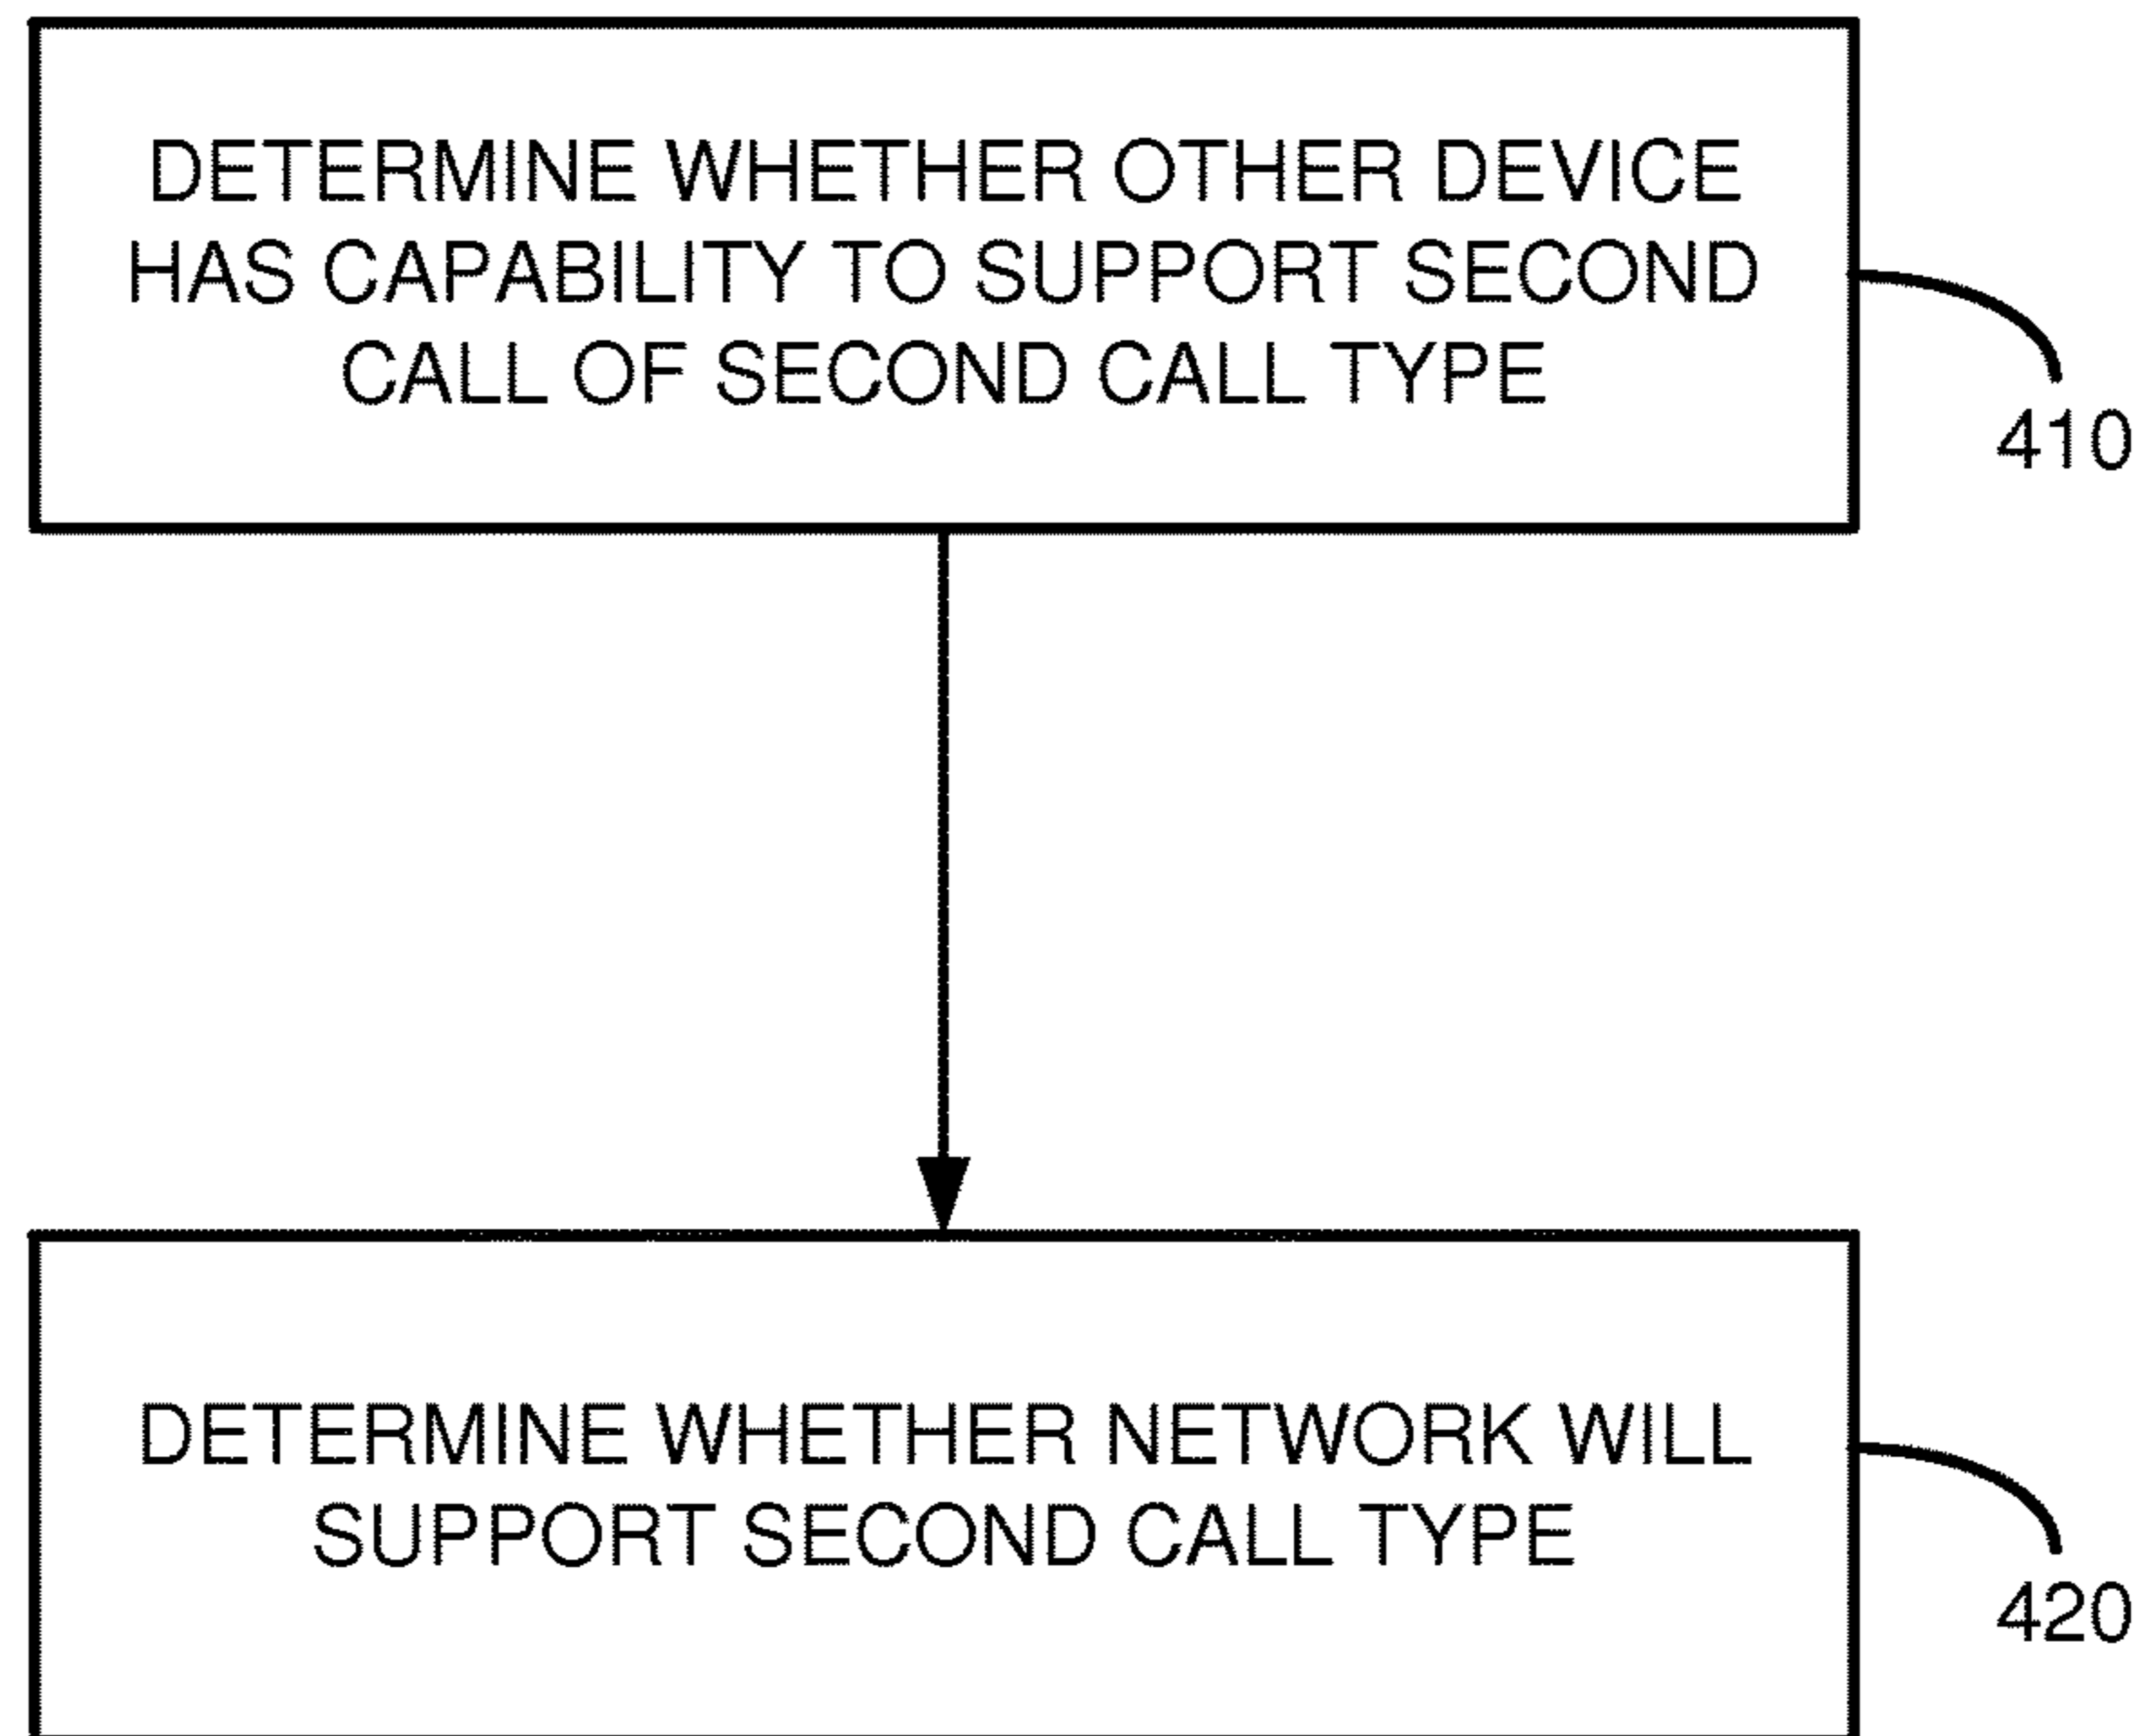 DETERMINE WHETHER OTHER DEVICE
HAS CAPABILITY TO SUPPORT SECOND
CALL OF SECOND CALL TYPE
410
DETERMINE WHETHER NETWORK WILL
SUPPORT SECOND CALL TYPE
420